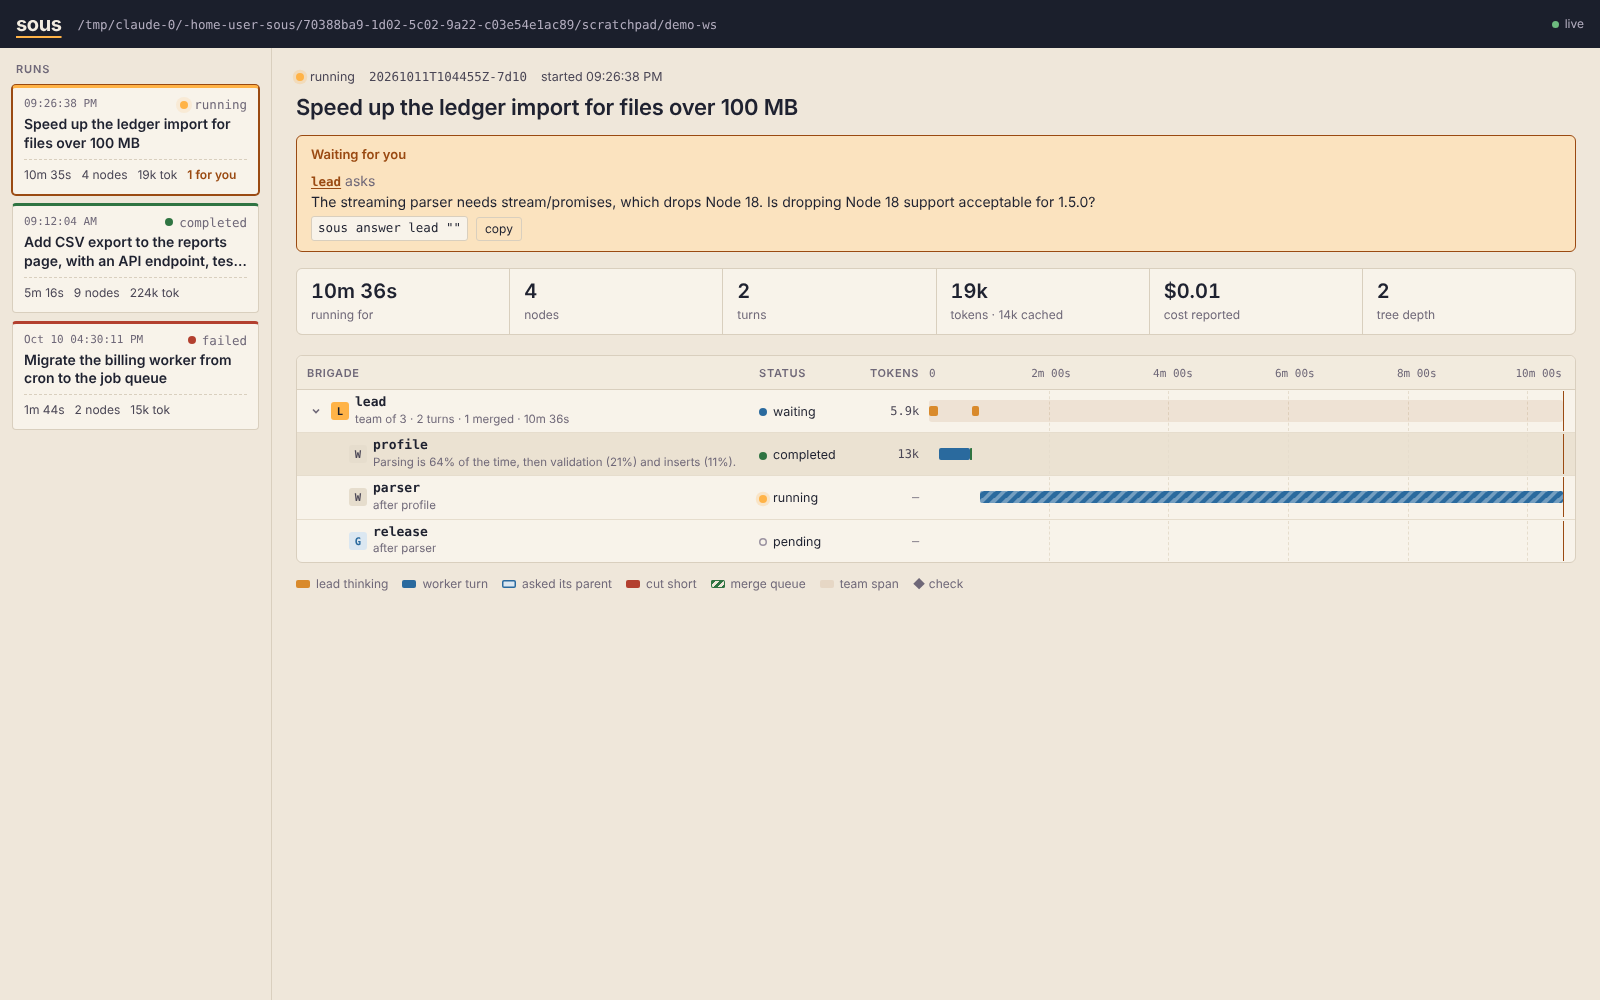 sous /tmp/claude-0/-home-user-sous/70388ba9-1d02-5c02-9a22-c03e54e1ac89/scratchpad/demo-ws live
RUNS
09:26:38 PM running
Speed up the ledger import for
files over 100 MB
10m 35s 4 nodes 19k tok 1 for you
09:12:04 AM completed
Add CSV export to the reports
page, with an API endpoint, tes…
5m 16s 9 nodes 224k tok
Oct 10 04:30:11 PM failed
Migrate the billing worker from
cron to the job queue
1m 44s 2 nodes 15k tok
running 20261011T104455Z-7d10 started 09:26:38 PM
Speed up the ledger import for files over 100 MB
Waiting for you
lead asks
The streaming parser needs stream/promises, which drops Node 18. Is dropping Node 18 support acceptable for 1.5.0?
sous answer lead "" copy
10m 36s 4 2 19k $0.01 2
running for nodes turns tokens · 14k cached cost reported tree depth
BRIGADE STATUS TOKENS 0 2m 00s 4m 00s 6m 00s 8m 00s 10m 00s
L lead waiting 5.9k
team of 3 · 2 turns · 1 merged · 10m 36s
W profile completed 13k
Parsing is 64% of the time, then validation (21%) and inserts (11%).
W parser running –
after profile
G release pending –
after parser
lead thinking worker turn asked its parent cut short merge queue team span check